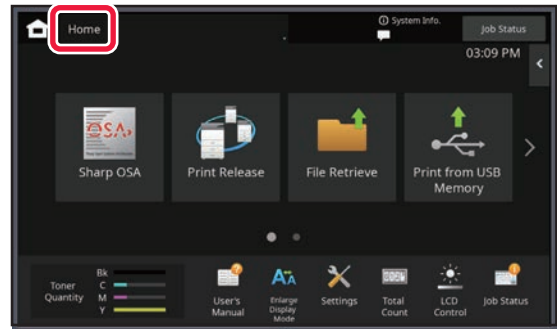 Home
System Info.
Job Status
03:09 PM
OSA
Sharp OSA
Print Release
File Retrieve
Print from USB
Memory
Toner
Quantity
Bk
C
M
Y
User's
Manual
Enlarge
Display
Mode
Settings
Total
Count
LCD
Control
Job Status